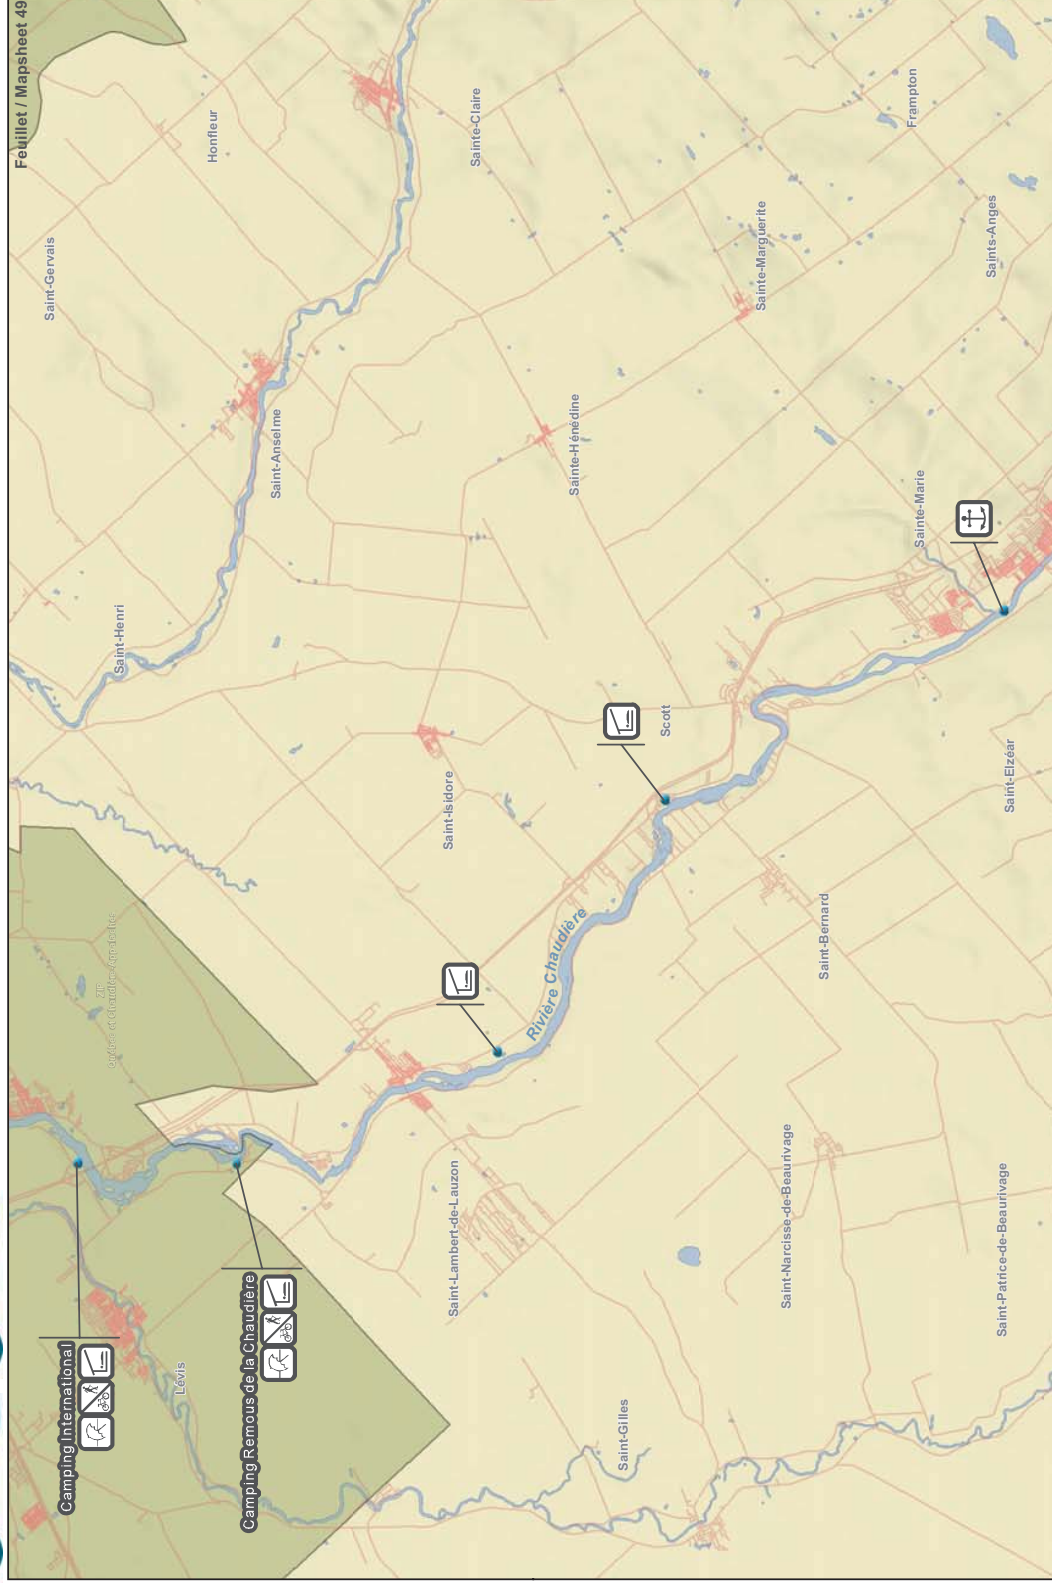 Feuillet / Mapsheet 49
Camping International
Lévis
Camping Remous de la Chaudière
Saint-Henri
Saint-Gervais
Honfleur
Saint-Anselme
Sainte-Claire
Saint-Isidore
Saint-Lambert-de-Lauzon
Rivière Chaudière
Sainte-Hénédine
Saint-Gilles
Scott
Sainte-Marguerite
Saint-Narcisse-de-Beaurivage
Saint-Bernard
Sainte-Marie
Frampton
Saints-Anges
Saint-Patrice-de-Beaurivage
Saint-Elzéar